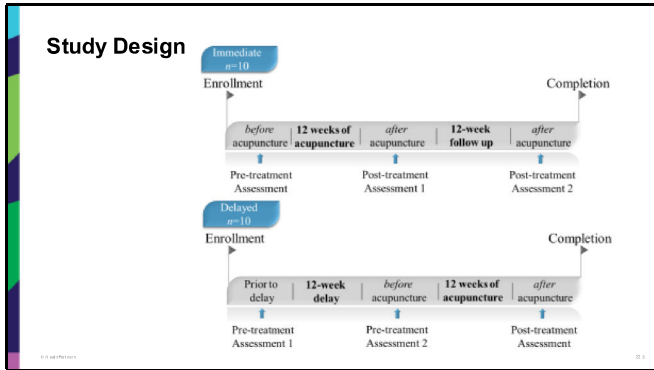 Study Design
Immediate
n=10
Enrollment
Completion
before
acupuncture
12 weeks of
acupuncture
after
acupuncture
12-week
follow up
after
acupuncture
Pre-treatment
Assessment
Post-treatment
Assessment 1
Post-treatment
Assessment 2
Delayed
n=10
Enrollment
Completion
Prior to
delay
12-week
delay
before
acupuncture
12 weeks of
acupuncture
after
acupuncture
Pre-treatment
Assessment 1
Pre-treatment
Assessment 2
Post-treatment
Assessment